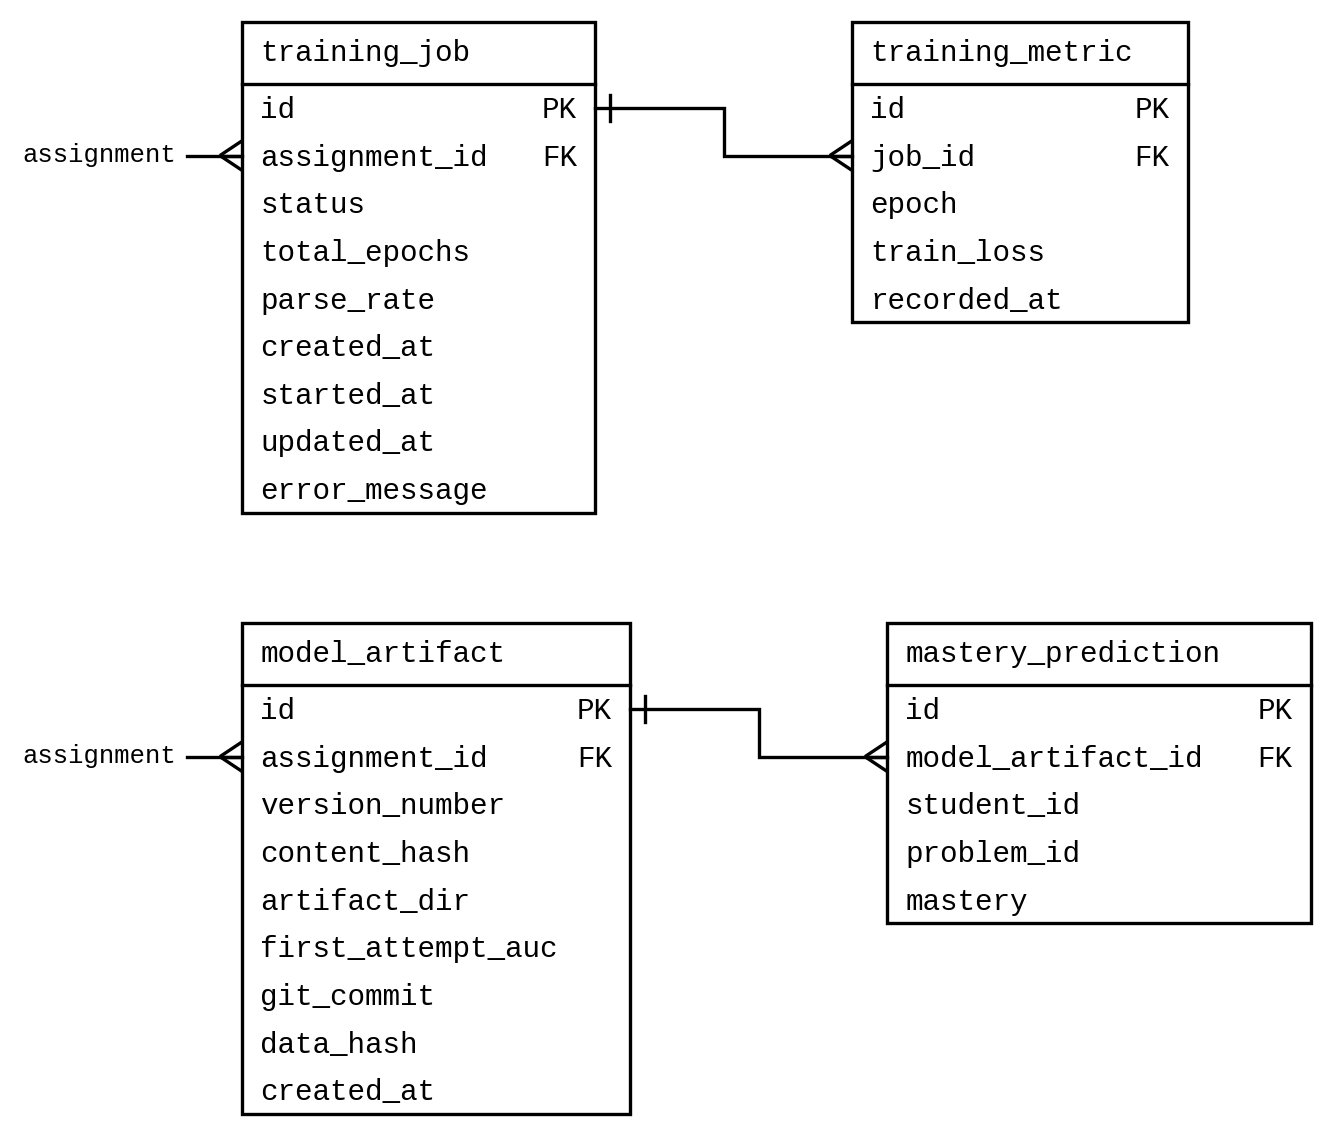 training_job
id PK
assignment assignment_id FK
status
total_epochs
parse_rate
created_at
started_at
updated_at
error_message
training_metric
id PK
job_id FK
epoch
train_loss
recorded_at
model_artifact
id PK
assignment assignment_id FK
version_number
content_hash
artifact_dir
first_attempt_auc
git_commit
data_hash
created_at
mastery_prediction
id PK
model_artifact_id FK
student_id
problem_id
mastery